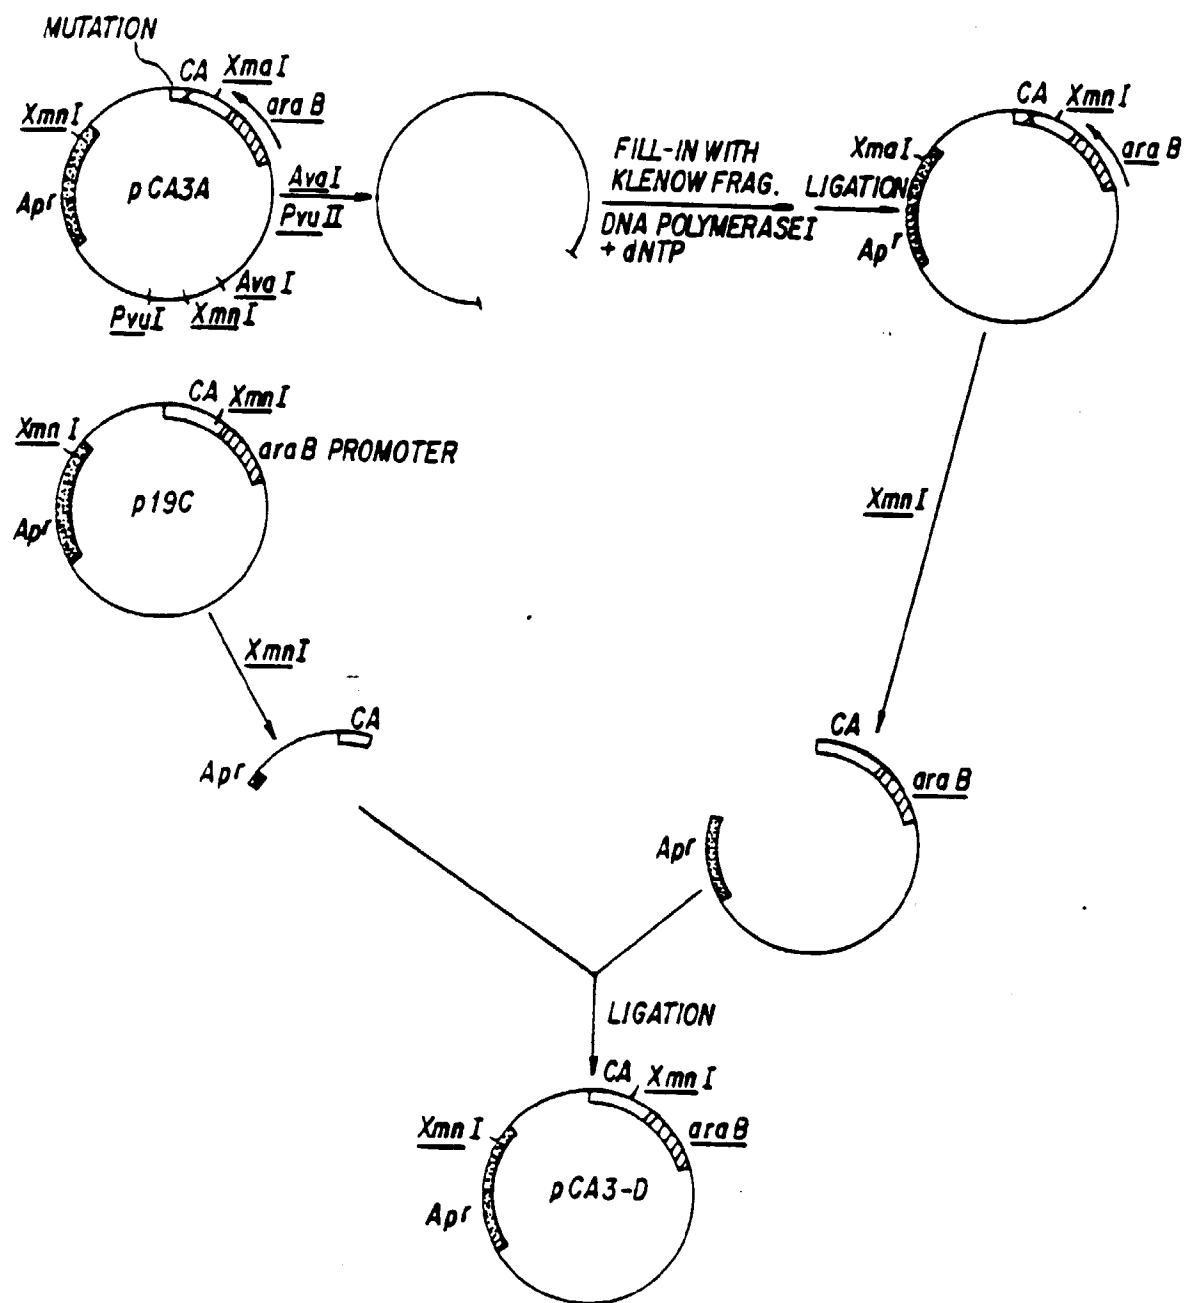 MUTATION
CA XmaI
araB
XmnI
pCA3A
Apr
AvaI
PvuI
XmnI
AvaI
PvuII
FILL-IN WITH
KLENOW FRAG.
DNA POLYMERASE I
+ dNTP
LIGATION
CA XmnI
XmaI
araB
Apr
CA XmnI
XmnI
araB PROMOTER
p19C
Apr
XmnI
XmnI
CA
Apr
CA
araB
Apr
LIGATION
CA XmnI
XmnI
araB
pCA3-D
Apr